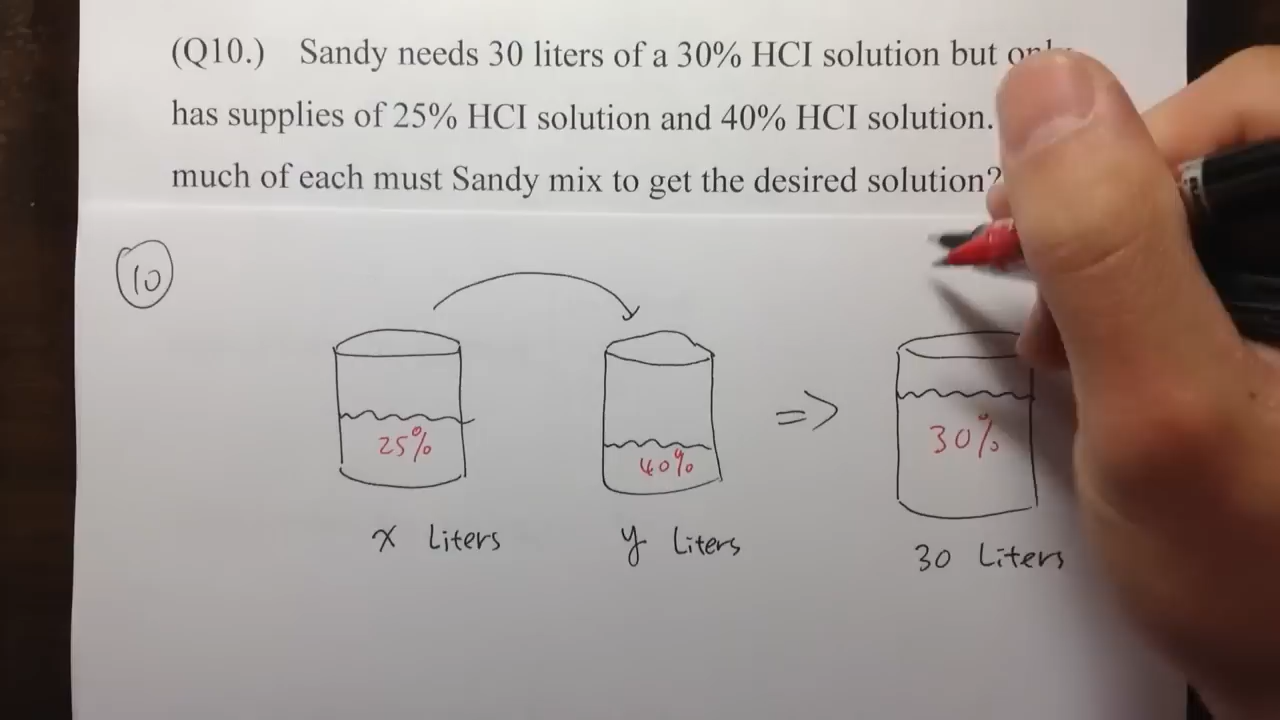 (Q10.) Sandy needs 30 liters of a 30% HCI solution but
has supplies of 25% HCI solution and 40% HCI solution.
much of each must Sandy mix to get the desired solution?
10
25% 40% => 30%
x Liters y Liters 30 Liters